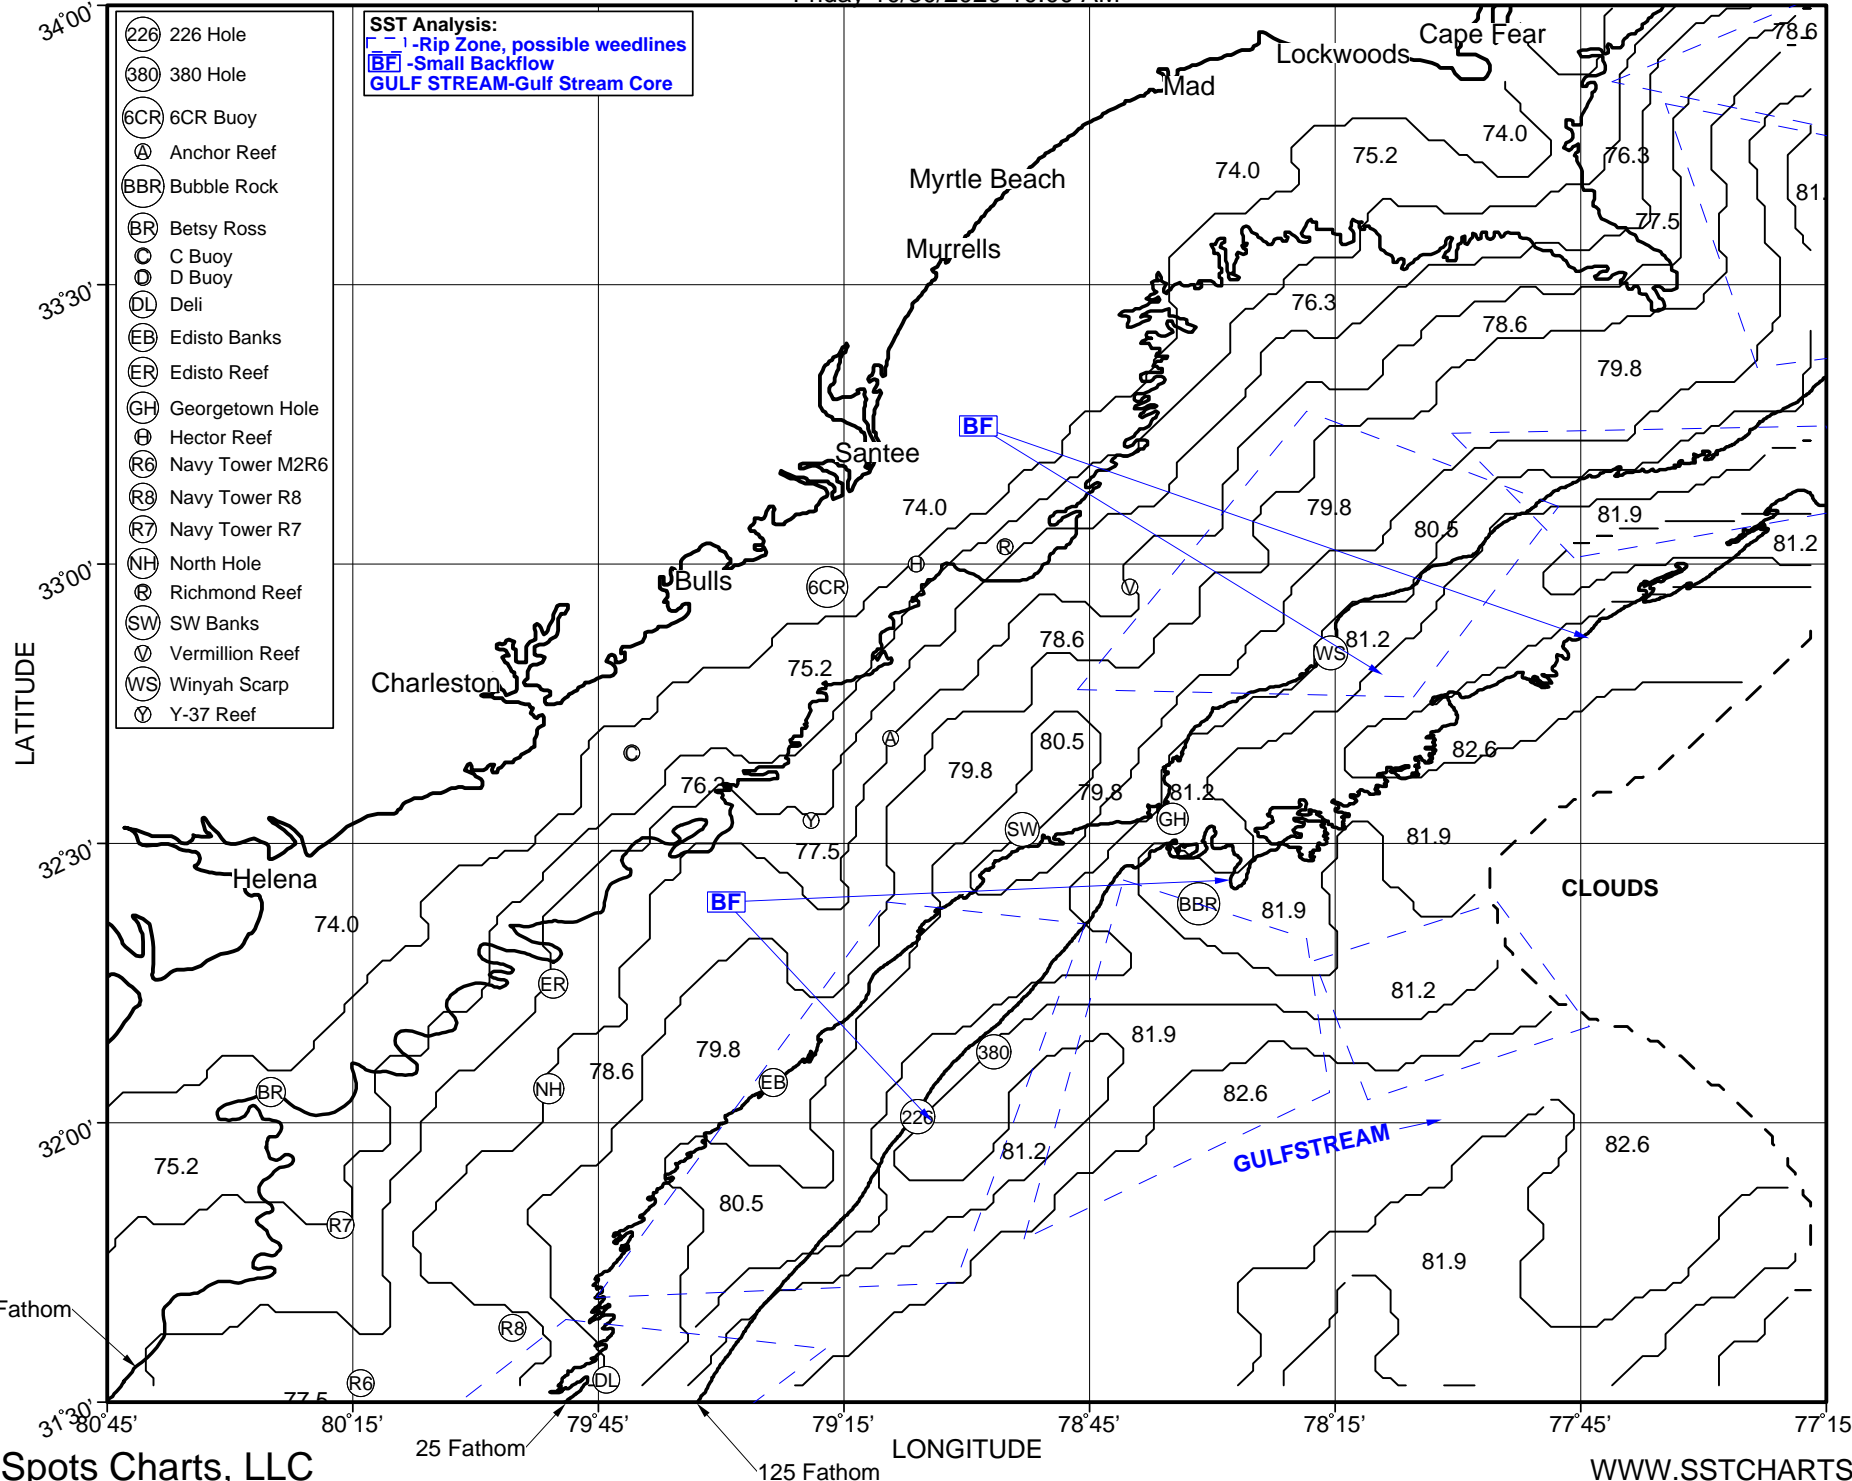 34°00'
33°30'
33°00'
32°30'
32°00'
31°30'
LATITUDE
226 226 Hole
380 380 Hole
6CR 6CR Buoy
A Anchor Reef
BBR Bubble Rock
BR Betsy Ross
C C Buoy
D D Buoy
DL Deli
EB Edisto Banks
ER Edisto Reef
GH Georgetown Hole
H Hector Reef
R6 Navy Tower M2R6
R8 Navy Tower R8
R7 Navy Tower R7
NH North Hole
R Richmond Reef
SW SW Banks
V Vermillion Reef
WS Winyah Scarp
Y Y-37 Reef
SST Analysis:
-Rip Zone, possible weedlines
BF -Small Backflow
GULF STREAM-Gulf Stream Core
Cape Fear
78.6
Lockwoods
Mad
74.0
75.2
76.3
74.0
Myrtle Beach
81.
77.5
Murrells
76.3
78.6
79.8
BF
Santee
74.0
79.8
80.5
81.9
81.2
R
H
Bulls
6CR
V
78.6
81.2
WS
75.2
Charleston
A
C
80.5
82.6
79.8
76.3
79.8
81.2
Y
SW
GH
81.9
77.5
Helena
CLOUDS
BF
BBR
81.9
74.0
ER
81.2
81.9
380
79.8
78.6
EB
NH
BR
82.6
226
GULFSTREAM
82.6
81.2
75.2
80.5
R7
81.9
Fathom
R8
R6
DL
77.5
80°45'
80°15'
79°45'
79°15'
78°45'
78°15'
77°45'
77°15
25 Fathom
LONGITUDE
125 Fathom
Spots Charts, LLC
WWW.SSTCHARTS